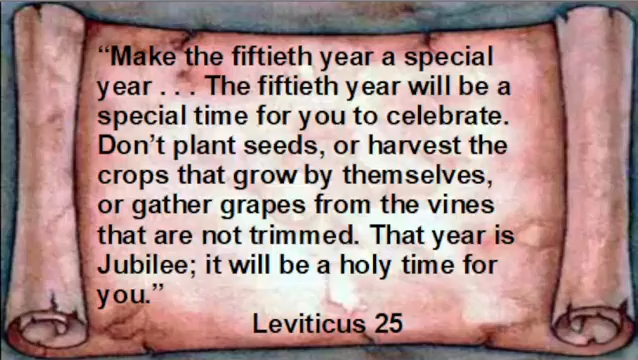 “Make the fiftieth year a special
year . . . The fiftieth year will be a
special time for you to celebrate.
Don’t plant seeds, or harvest the
crops that grow by themselves,
or gather grapes from the vines
that are not trimmed. That year is
Jubilee; it will be a holy time for
you.”
Leviticus 25